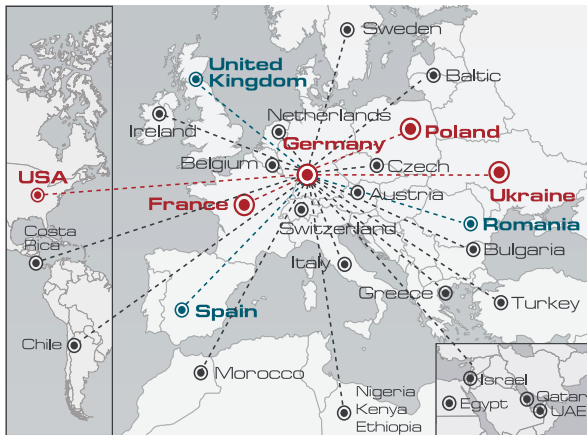 Sweden
United
Kingdom
Baltic
Ireland
Netherlands
Germany
Poland
Belgium
Czech
USA
Ukraine
Austria
France
Switzerland
Romania
Costa
Rica
Bulgaria
Italy
Greece
Turkey
Spain
Chile
Morocco
Israel
Nigeria
Kenya
Ethiopia
Egypt
Qatar
UAE